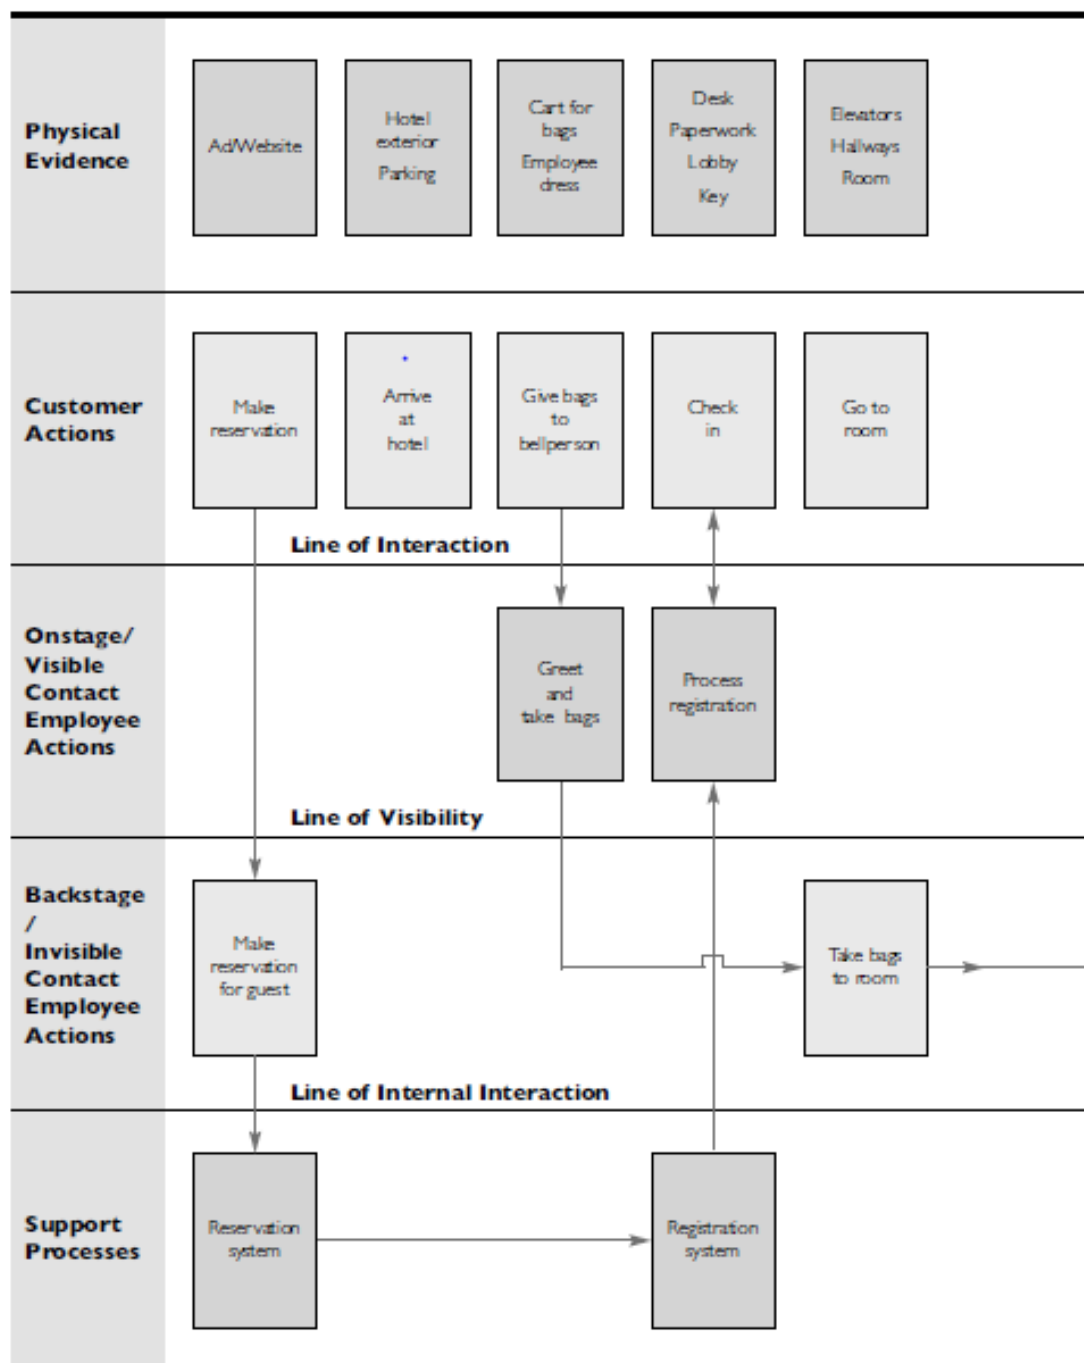 Physical
Evidence
Ad/Website
Hotel
exterior
Parking
Cart for
bags
Employee
dress
Desk
Paperwork
Lobby
Key
Elevators
Hallways
Room
Customer
Actions
Make
reservation
Arrive
at
hotel
Give bags
to
bellperson
Check
in
Go to
room
Line of Interaction
Onstage/
Visible
Contact
Employee
Actions
Greet
and
take bags
Process
registration
Line of Visibility
Backstage
/
Invisible
Contact
Employee
Actions
Make
reservation
for guest
Take bags
to room
Line of Internal Interaction
Support
Processes
Reservation
system
Registration
system